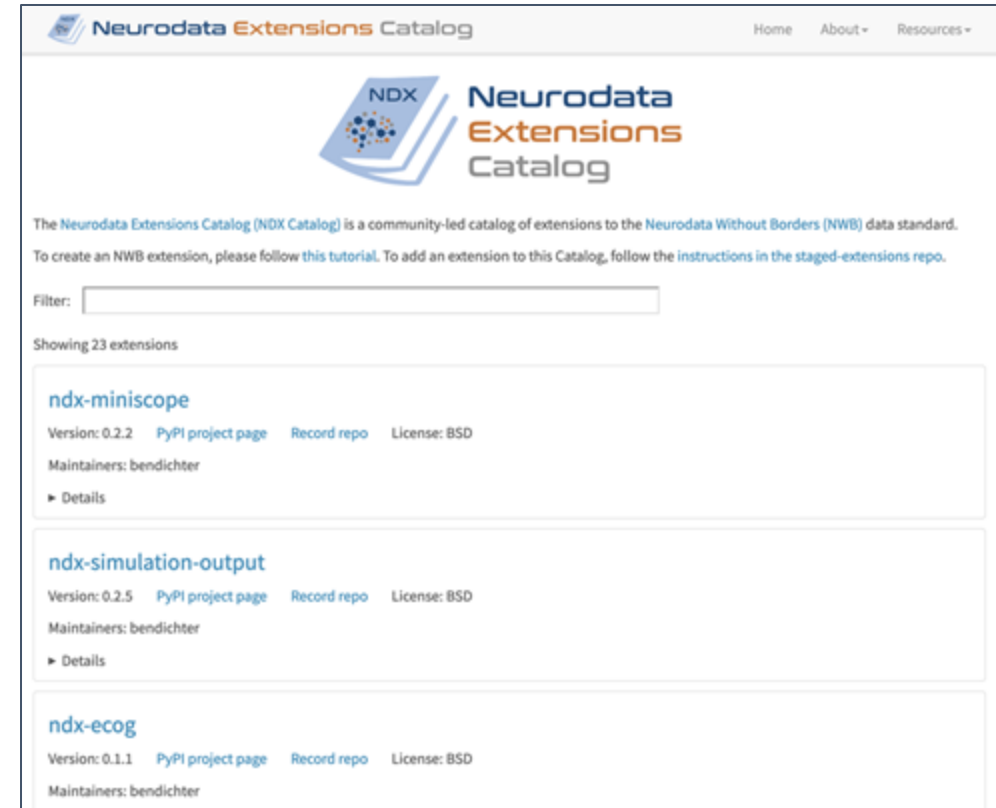 Neurodata Extensions Catalog Home About Resources
NDX
Neurodata
Extensions
Catalog
The Neurodata Extensions Catalog (NDX Catalog) is a community-led catalog of extensions to the Neurodata Without Borders (NWB) data standard.
To create an NWB extension, please follow this tutorial. To add an extension to this Catalog, follow the instructions in the staged-extensions repo.
Filter:
Showing 23 extensions
ndx-miniscope
Version: 0.2.2 PyPI project page Record repo License: BSD
Maintainers: bendichter
▸ Details
ndx-simulation-output
Version: 0.2.5 PyPI project page Record repo License: BSD
Maintainers: bendichter
▸ Details
ndx-ecog
Version: 0.1.1 PyPI project page Record repo License: BSD
Maintainers: bendichter